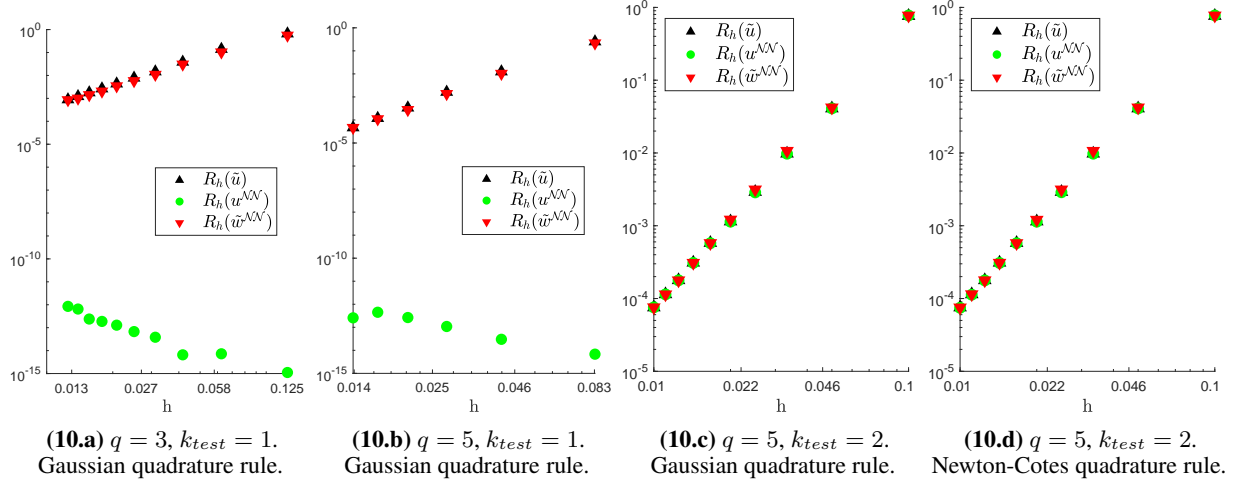 10^0
10^-5
10^-10
10^-15
0.013 0.027 0.058 0.125
h
R_h(ũ)
R_h(u^𝒩𝒩)
R_h(w̃^𝒩𝒩)
(10.a) q = 3, k_test = 1.
Gaussian quadrature rule.
10^0
10^-5
10^-10
10^-15
0.014 0.025 0.046 0.083
h
R_h(ũ)
R_h(u^𝒩𝒩)
R_h(w̃^𝒩𝒩)
(10.b) q = 5, k_test = 1.
Gaussian quadrature rule.
10^0
10^-1
10^-2
10^-3
10^-4
10^-5
0.01 0.022 0.046 0.1
h
R_h(ũ)
R_h(u^𝒩𝒩)
R_h(w̃^𝒩𝒩)
(10.c) q = 5, k_test = 2.
Gaussian quadrature rule.
10^0
10^-1
10^-2
10^-3
10^-4
10^-5
0.01 0.022 0.046 0.1
h
R_h(ũ)
R_h(u^𝒩𝒩)
R_h(w̃^𝒩𝒩)
(10.d) q = 5, k_test = 2.
Newton-Cotes quadrature rule.